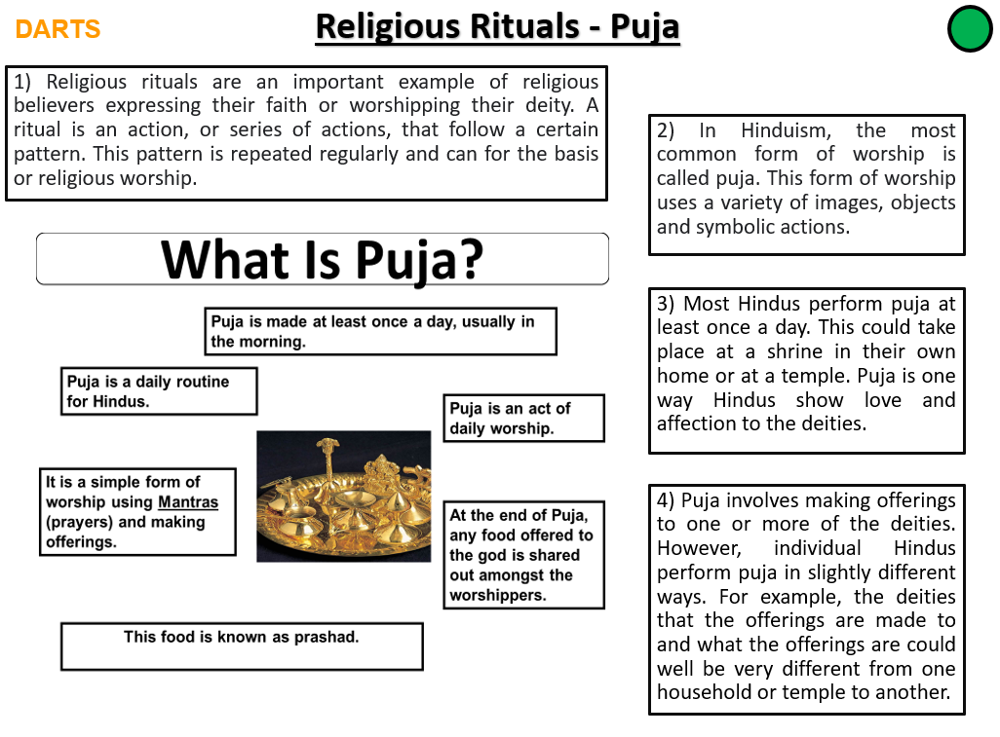 DARTS
Religious Rituals - Puja
1) Religious rituals are an important example of religious
believers expressing their faith or worshipping their deity. A
ritual is an action, or series of actions, that follow a certain
pattern. This pattern is repeated regularly and can for the basis
or religious worship.
2) In Hinduism, the most
common form of worship is
called puja. This form of worship
uses a variety of images, objects
and symbolic actions.
What Is Puja?
Puja is made at least once a day, usually in
the morning.
Puja is a daily routine
for Hindus.
Puja is an act of
daily worship.
It is a simple form of
worship using Mantras
(prayers) and making
offerings.
At the end of Puja,
any food offered to
the god is shared
out amongst the
worshippers.
This food is known as prashad.
3) Most Hindus perform puja at
least once a day. This could take
place at a shrine in their own
home or at a temple. Puja is one
way Hindus show love and
affection to the deities.
4) Puja involves making offerings
to one or more of the deities.
However, individual Hindus
perform puja in slightly different
ways. For example, the deities
that the offerings are made to
and what the offerings are could
well be very different from one
household or temple to another.